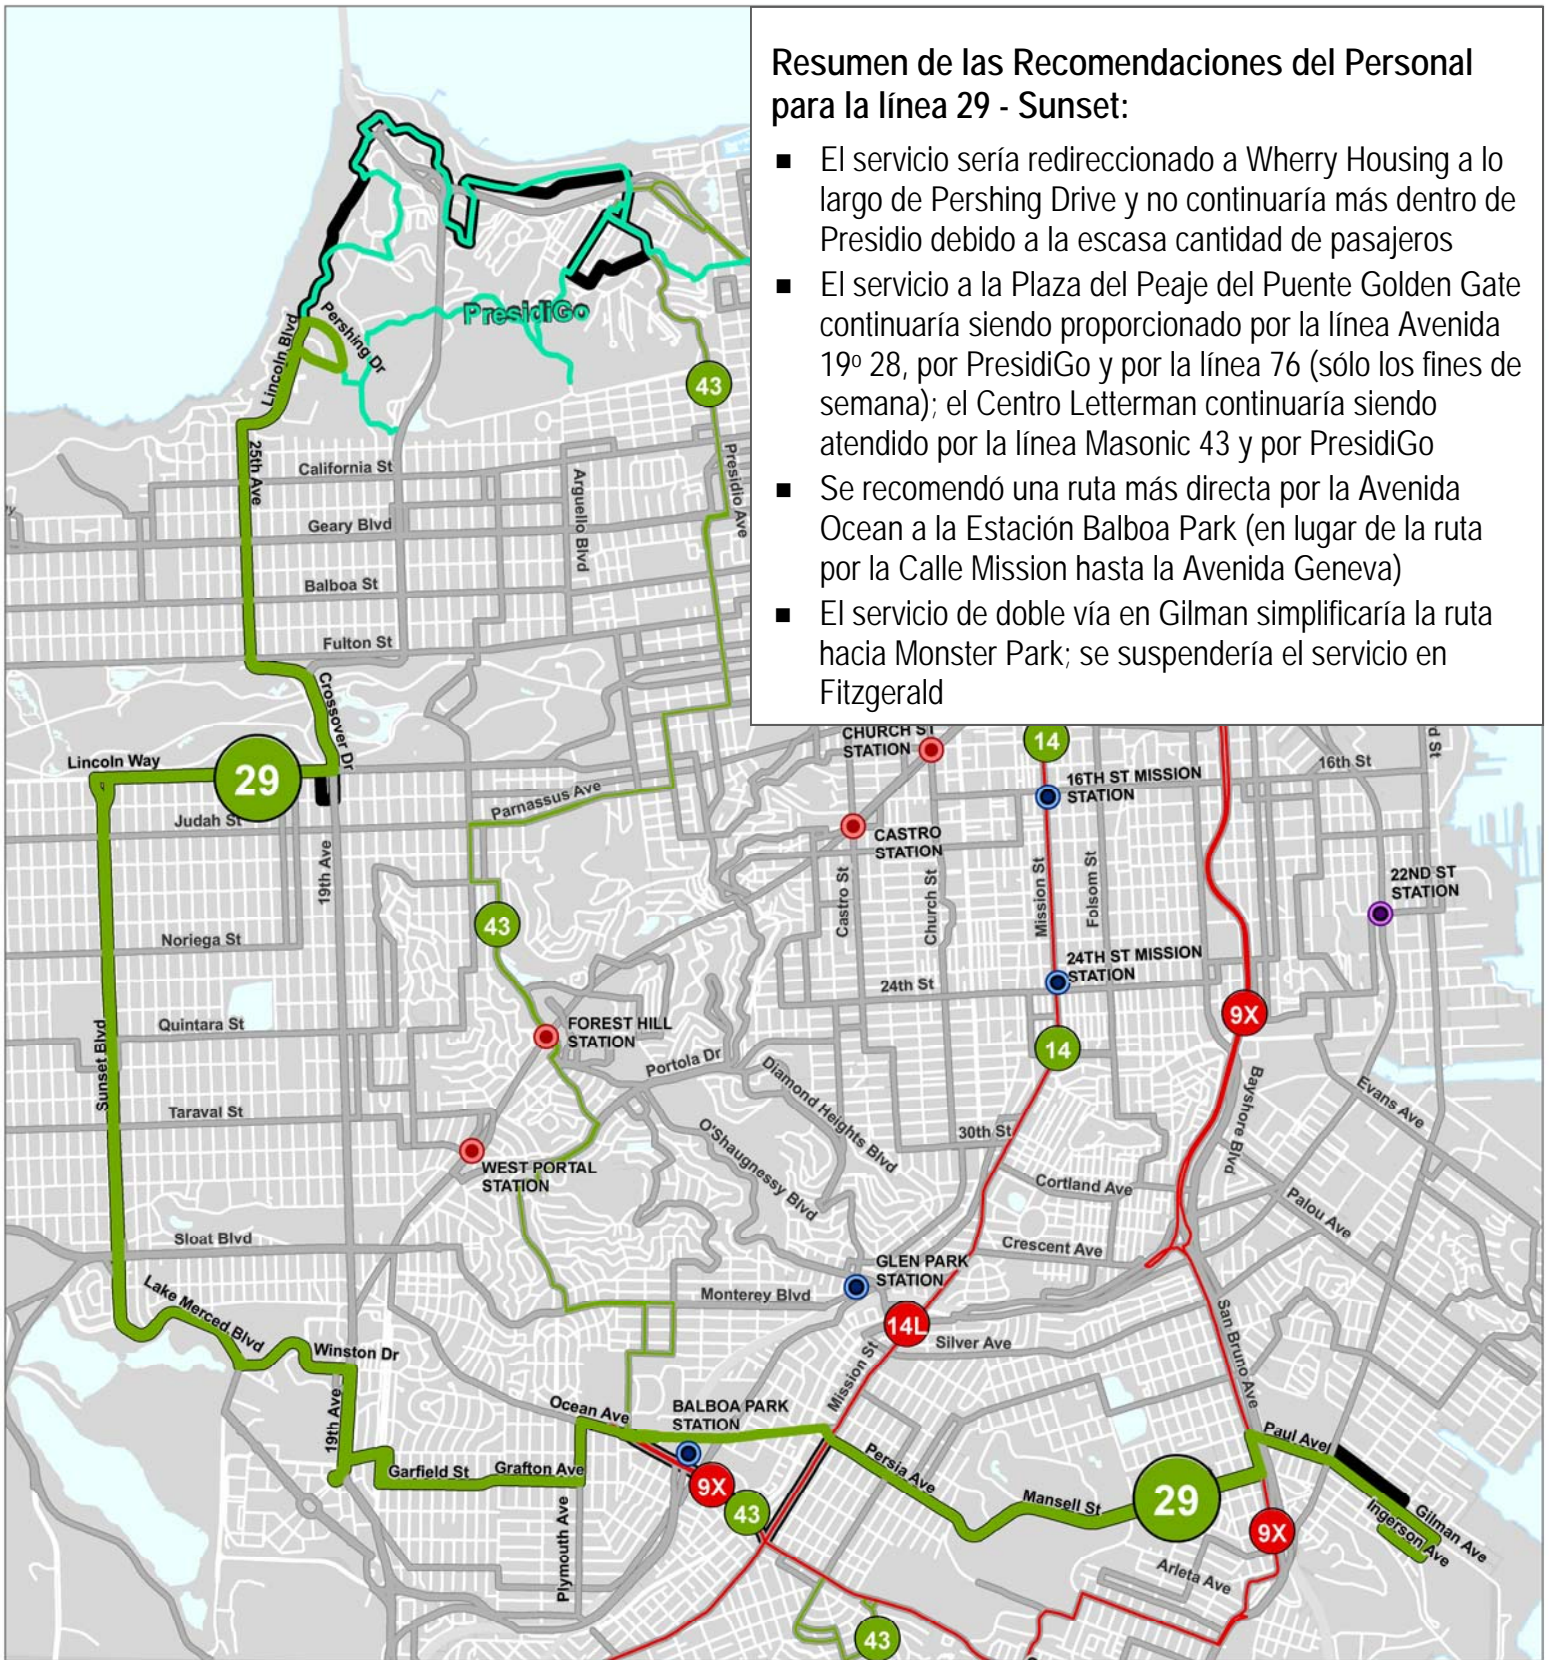 Resumen de las Recomendaciones del Personal
para la línea 29 - Sunset:
■ El servicio sería redireccionado a Wherry Housing a lo
largo de Pershing Drive y no continuaría más dentro de
Presidio debido a la escasa cantidad de pasajeros
■ El servicio a la Plaza del Peaje del Puente Golden Gate
continuaría siendo proporcionado por la línea Avenida
19º 28, por PresidiGo y por la línea 76 (sólo los fines de
semana); el Centro Letterman continuaría siendo
atendido por la línea Masonic 43 y por PresidiGo
■ Se recomendó una ruta más directa por la Avenida
Ocean a la Estación Balboa Park (en lugar de la ruta
por la Calle Mission hasta la Avenida Geneva)
■ El servicio de doble vía en Gilman simplificaría la ruta
hacia Monster Park; se suspendería el servicio en
Fitzgerald
PresidiGo
Pershing Dr
Lincoln Blvd
43
25th Ave
California St
Presidio Ave
Arguello Blvd
Geary Blvd
Balboa St
Fulton St
Crossover Dr
Lincoln Way
29
Parnassus Ave
Judah St
19th Ave
CHURCH ST
STATION
14
16th St
d St
16TH ST MISSION
STATION
CASTRO
STATION
Castro St
Church St
Mission St
Folsom St
22ND ST
STATION
43
Noriega St
24TH ST MISSION
STATION
24th St
Quintara St
FOREST HILL
STATION
9X
14
Sunset Blvd
Portola Dr
Diamond Heights Blvd
Bayshore Blvd
Evans Ave
Taraval St
O'Shaugnessy Blvd
30th St
WEST PORTAL
STATION
Cortland Ave
Palou Ave
Sloat Blvd
Crescent Ave
GLEN PARK
STATION
Monterey Blvd
Lake Merced Blvd
14L
Silver Ave
San Bruno Ave
Winston Dr
Mission St
19th Ave
Ocean Ave
BALBOA PARK
STATION
Paul Ave
Persia Ave
Garfield St
Grafton Ave
9X
43
Mansell St
29
Plymouth Ave
Gilman Ave
Ingerson Ave
9X
Arleta Ave
43